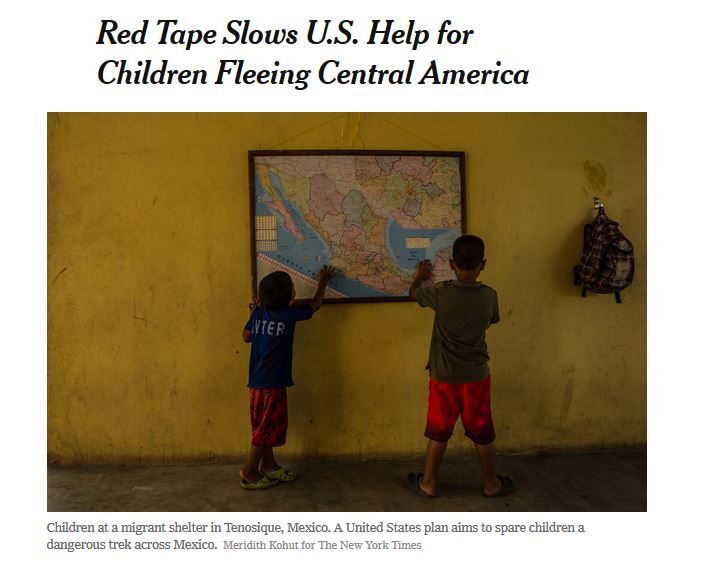 Red Tape Slows U.S. Help for
Children Fleeing Central America
INTER
Children at a migrant shelter in Tenosique, Mexico. A United States plan aims to spare children a
dangerous trek across Mexico. Meridith Kohut for The New York Times